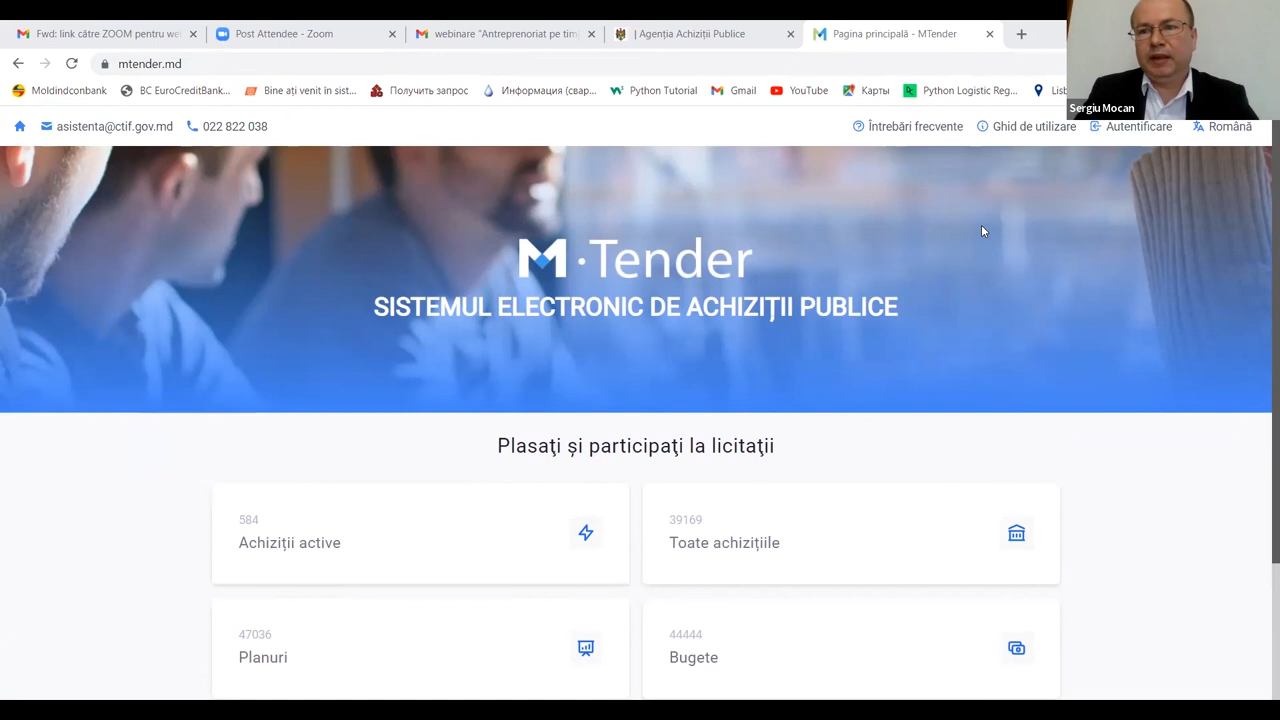 Fwd: link către ZOOM pentru we
Post Attendee - Zoom
webinare "Antreprenoriat pe tim
| Agenția Achiziții Publice
Pagina principală - MTender
mtender.md
Moldindconbank
BC EuroCreditBank...
Bine ați venit în sist...
Получить запрос
Информация (свар...
Python Tutorial
Gmail
YouTube
Карты
Python Logistic Reg...
Lisb
Sergiu Mocan
asistenta@ctif.gov.md
022 822 038
Întrebări frecvente
Ghid de utilizare
Autentificare
Română
M·Tender
SISTEMUL ELECTRONIC DE ACHIZIȚII PUBLICE
Plasaţi și participaţi la licitaţii
584
Achiziții active
39169
Toate achizițiile
47036
Planuri
44444
Bugete